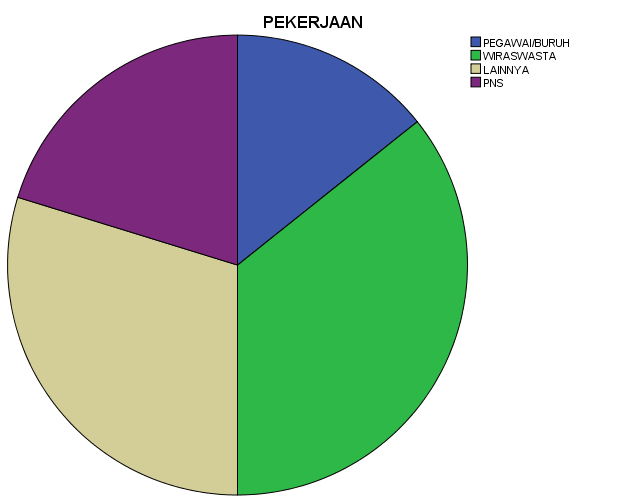 PEKERJAAN
PEGAWAI/BURUH
WIRASWASTA
LAINNYA
PNS